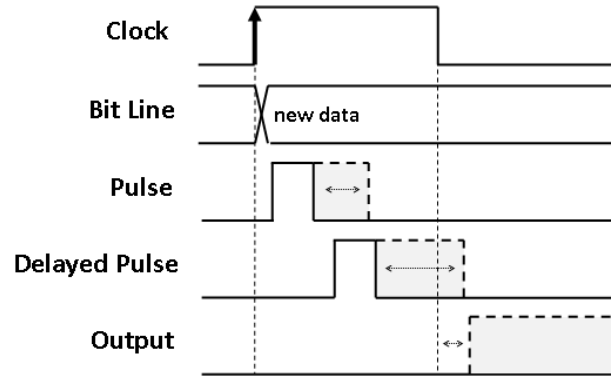 Clock
Bit Line
new data
Pulse
Delayed Pulse
Output